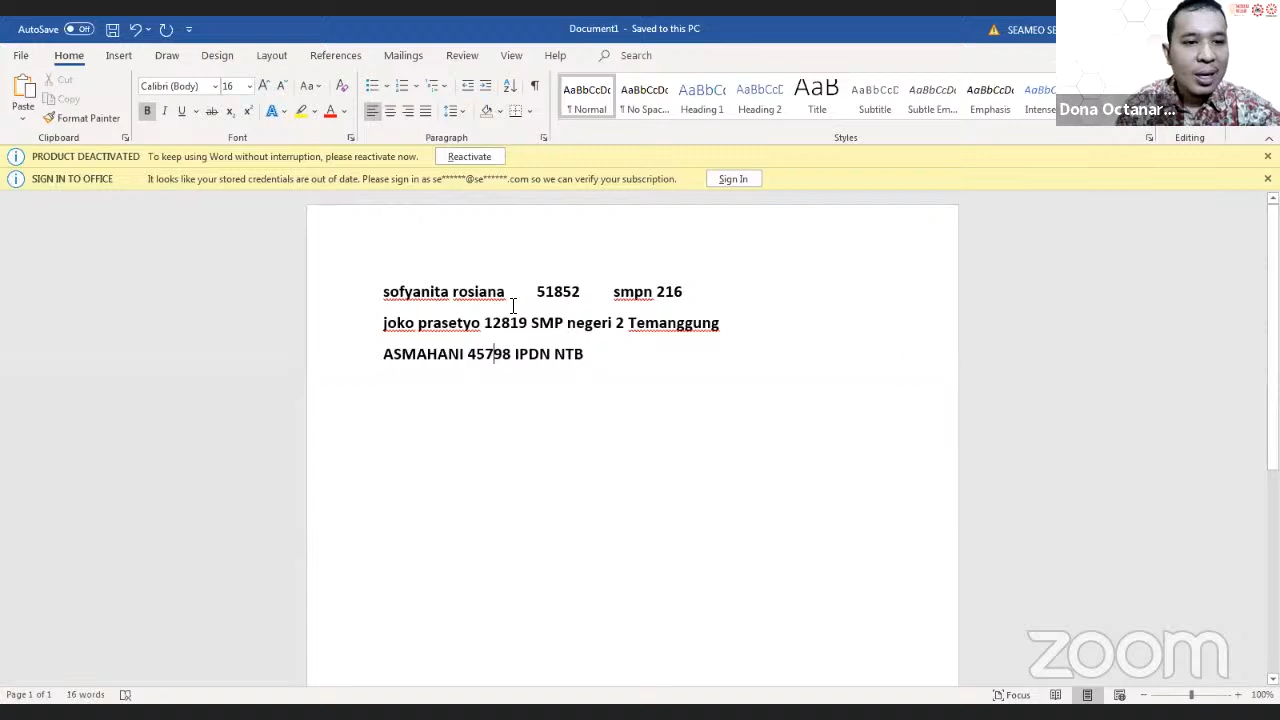 AutoSave Off Document1 - Saved to this PC Search SEAMEO SE
File Home Insert Draw Design Layout References Mailings Review View Help
Paste Cut Calibri (Body) 16 Aa AaBbCcDc AaBbCcDc AaBbCc AaBbCcC AaB AaBbCcD AaBbCcDc AaBbCcDc AaBbCcDc
Copy Normal No Spac... Heading 1 Heading 2 Title Subtitle Subtle Em... Emphasis Intense
Format Painter B I U ab x₂ x² A A
Clipboard Font Paragraph Styles Editing
Dona Octanar...
PRODUCT DEACTIVATED To keep using Word without interruption, please reactivate now. Reactivate
SIGN IN TO OFFICE It looks like your stored credentials are out of date. Please sign in as se******@se******.com so we can verify your subscription. Sign In
sofyanita rosiana 51852 smpn 216
joko prasetyo 12819 SMP negeri 2 Temanggung
ASMAHANI 45798 IPDN NTB
zoom
Page 1 of 1 16 words Focus 100%